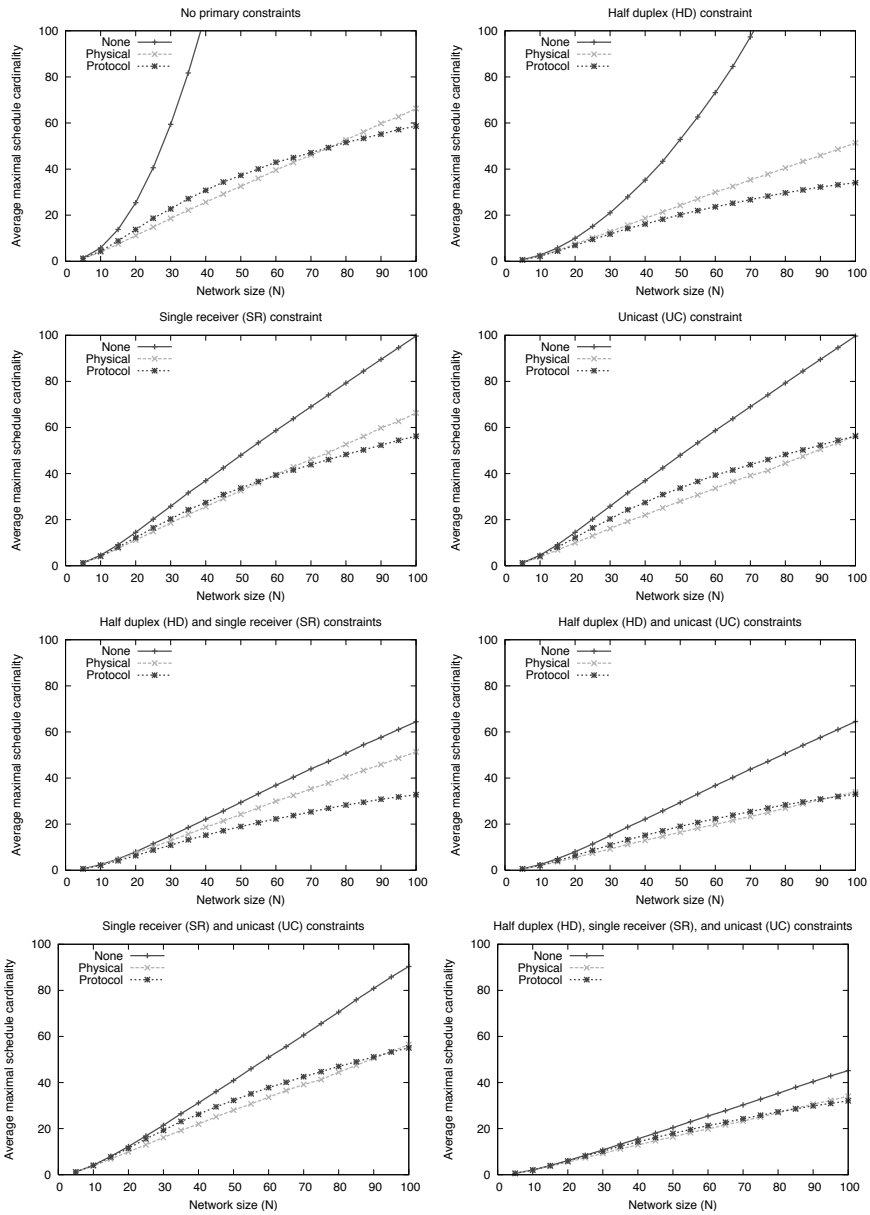 No primary constraints
Average maximal schedule cardinality
100
80
60
40
20
0
None
Physical
Protocol
0 10 20 30 40 50 60 70 80 90 100
Network size (N)
Half duplex (HD) constraint
Average maximal schedule cardinality
100
80
60
40
20
0
None
Physical
Protocol
0 10 20 30 40 50 60 70 80 90 100
Network size (N)
Single receiver (SR) constraint
Average maximal schedule cardinality
100
80
60
40
20
0
None
Physical
Protocol
0 10 20 30 40 50 60 70 80 90 100
Network size (N)
Unicast (UC) constraint
Average maximal schedule cardinality
100
80
60
40
20
0
None
Physical
Protocol
0 10 20 30 40 50 60 70 80 90 100
Network size (N)
Half duplex (HD) and single receiver (SR) constraints
Average maximal schedule cardinality
100
80
60
40
20
0
None
Physical
Protocol
0 10 20 30 40 50 60 70 80 90 100
Network size (N)
Half duplex (HD) and unicast (UC) constraints
Average maximal schedule cardinality
100
80
60
40
20
0
None
Physical
Protocol
0 10 20 30 40 50 60 70 80 90 100
Network size (N)
Single receiver (SR) and unicast (UC) constraints
Average maximal schedule cardinality
100
80
60
40
20
0
None
Physical
Protocol
0 10 20 30 40 50 60 70 80 90 100
Network size (N)
Half duplex (HD), single receiver (SR), and unicast (UC) constraints
Average maximal schedule cardinality
100
80
60
40
20
0
None
Physical
Protocol
0 10 20 30 40 50 60 70 80 90 100
Network size (N)